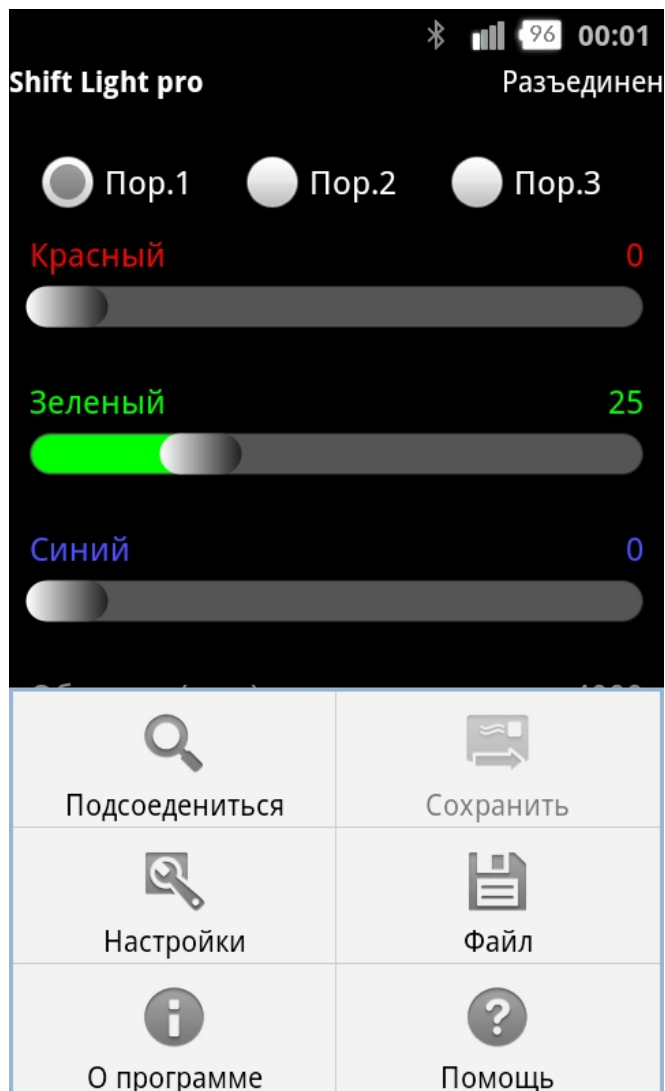 96 00:01
Shift Light pro Разъединен
Пор.1 Пор.2 Пор.3
Красный 0
Зеленый 25
Синий 0
Подсоедениться Сохранить
Настройки Файл
О программе Помощь